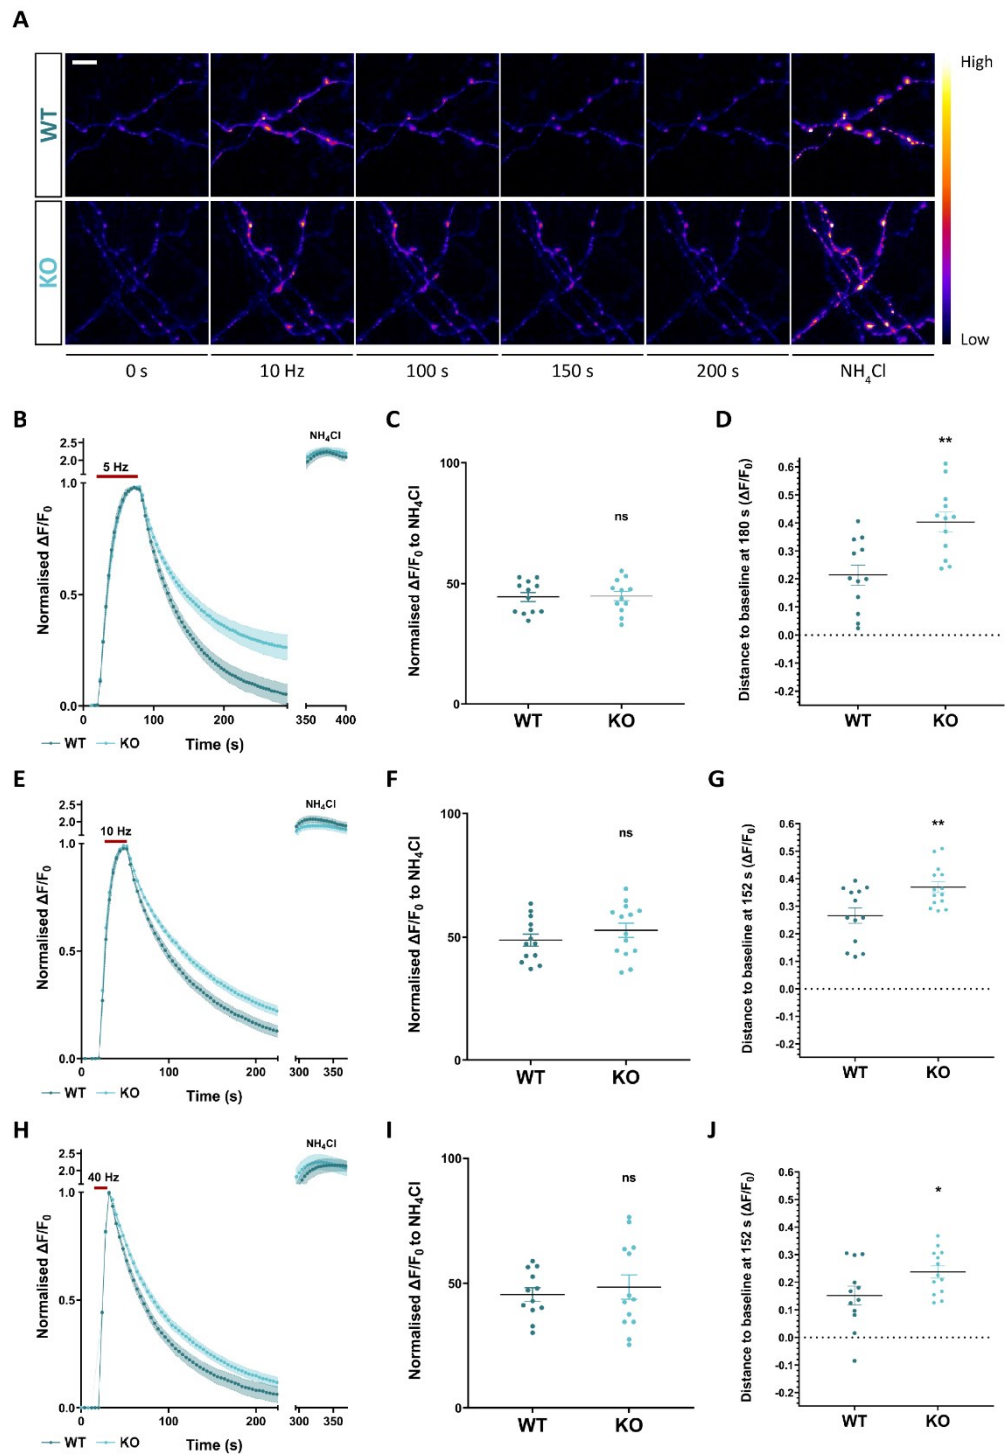 A
WT
KO
High
Low
0 s
10 Hz
100 s
150 s
200 s
NH₄Cl
B
Normalised ΔF/F₀
2.5
2.0
1.0
0.5
0.0
5 Hz
NH₄Cl
0
100
200
350
400
Time (s)
WT
KO
C
Normalised ΔF/F₀ to NH₄Cl
100
50
0
ns
WT
KO
D
Distance to baseline at 180 s (ΔF/F₀)
0.6
0.5
0.4
0.3
0.2
0.1
0.0
-0.1
-0.2
**
WT
KO
E
Normalised ΔF/F₀
2.5
2.0
1.0
0.5
0.0
10 Hz
NH₄Cl
0
100
200
300
350
Time (s)
WT
KO
F
Normalised ΔF/F₀ to NH₄Cl
100
50
0
ns
WT
KO
G
Distance to baseline at 152 s (ΔF/F₀)
0.6
0.5
0.4
0.3
0.2
0.1
0.0
-0.1
-0.2
**
WT
KO
H
Normalised ΔF/F₀
2.5
2.0
1.0
0.5
0.0
40 Hz
NH₄Cl
0
100
200
300
350
Time (s)
WT
KO
I
Normalised ΔF/F₀ to NH₄Cl
100
50
0
ns
WT
KO
J
Distance to baseline at 152 s (ΔF/F₀)
0.6
0.5
0.4
0.3
0.2
0.1
0.0
-0.1
-0.2
*
WT
KO